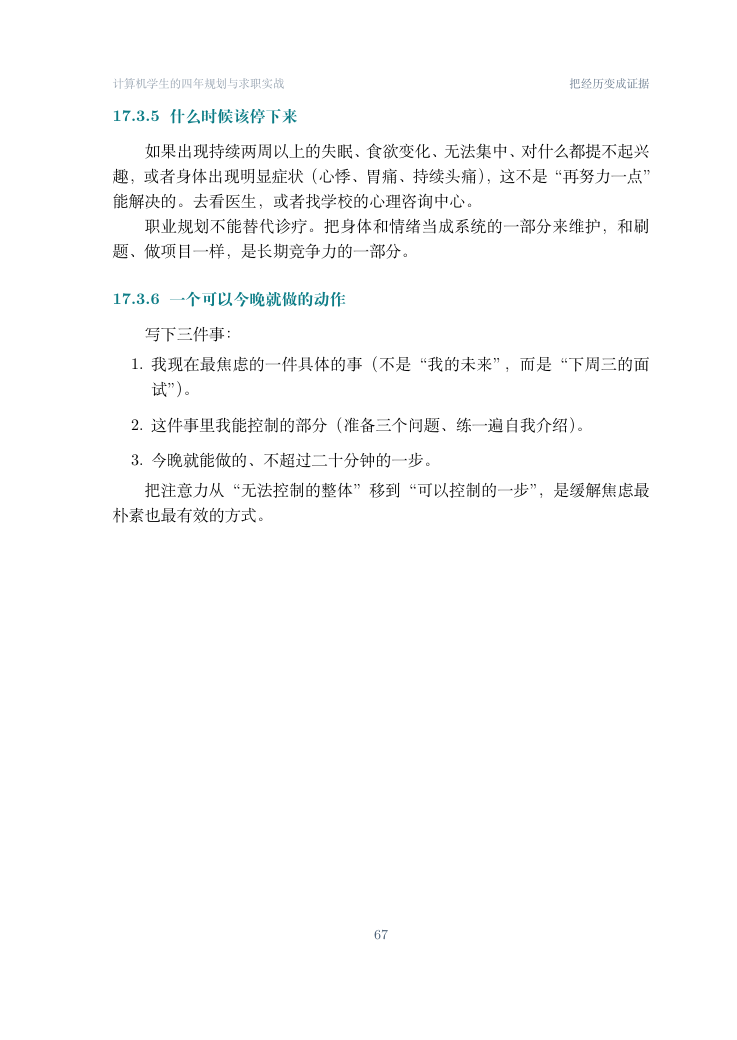 计算机学生的四年规划与求职实战 把经历变成证据
17.3.5 什么时候该停下来
如果出现持续两周以上的失眠、食欲变化、无法集中、对什么都提不起兴
趣，或者身体出现明显症状（心悸、胃痛、持续头痛），这不是“再努力一点”
能解决的。去看医生，或者找学校的心理咨询中心。
职业规划不能替代诊疗。把身体和情绪当成系统的一部分来维护，和刷
题、做项目一样，是长期竞争力的一部分。
17.3.6 一个可以今晚就做的动作
写下三件事：
1. 我现在最焦虑的一件具体的事（不是“我的未来”，而是“下周三的面
试”）。
2. 这件事里我能控制的部分（准备三个问题、练一遍自我介绍）。
3. 今晚就能做的、不超过二十分钟的一步。
把注意力从“无法控制的整体”移到“可以控制的一步”，是缓解焦虑最
朴素也最有效的方式。
67